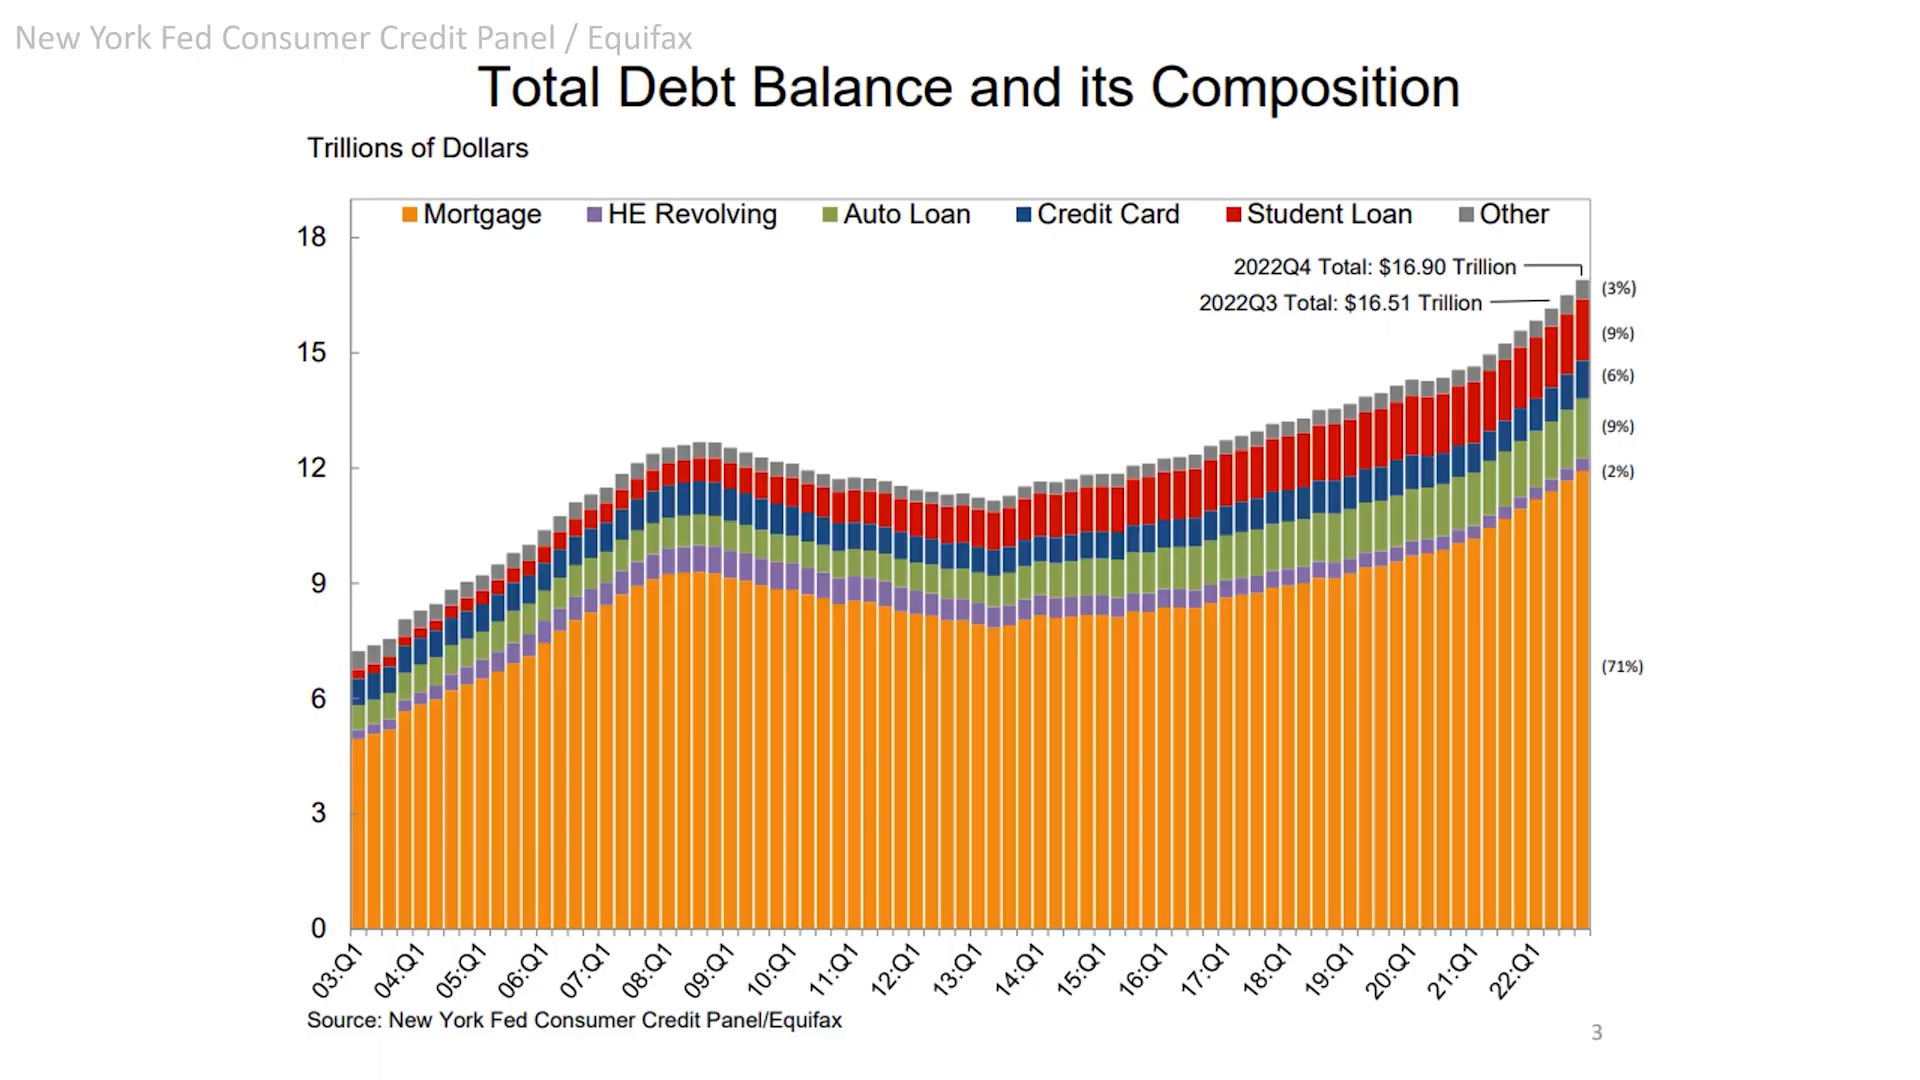 New York Fed Consumer Credit Panel / Equifax
Total Debt Balance and its Composition
Trillions of Dollars
Mortgage HE Revolving Auto Loan Credit Card Student Loan Other
18
2022Q4 Total: $16.90 Trillion
(3%)
2022Q3 Total: $16.51 Trillion
(9%)
15
(6%)
(9%)
12
(2%)
9
(71%)
6
3
0
03:Q1 04:Q1 05:Q1 06:Q1 07:Q1 08:Q1 09:Q1 10:Q1 11:Q1 12:Q1 13:Q1 14:Q1 15:Q1 16:Q1 17:Q1 18:Q1 19:Q1 20:Q1 21:Q1 22:Q1
Source: New York Fed Consumer Credit Panel/Equifax
3